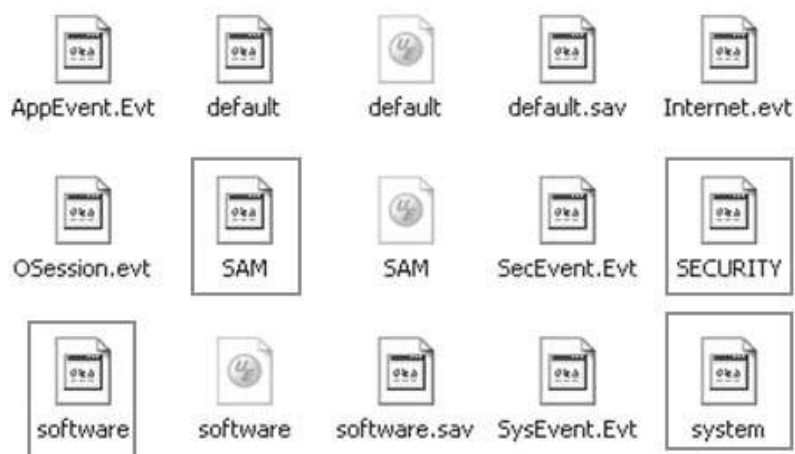 AppEvent.Evt default default default.sav Internet.evt
OSession.evt SAM SAM SecEvent.Evt SECURITY
software software software.sav SysEvent.Evt system